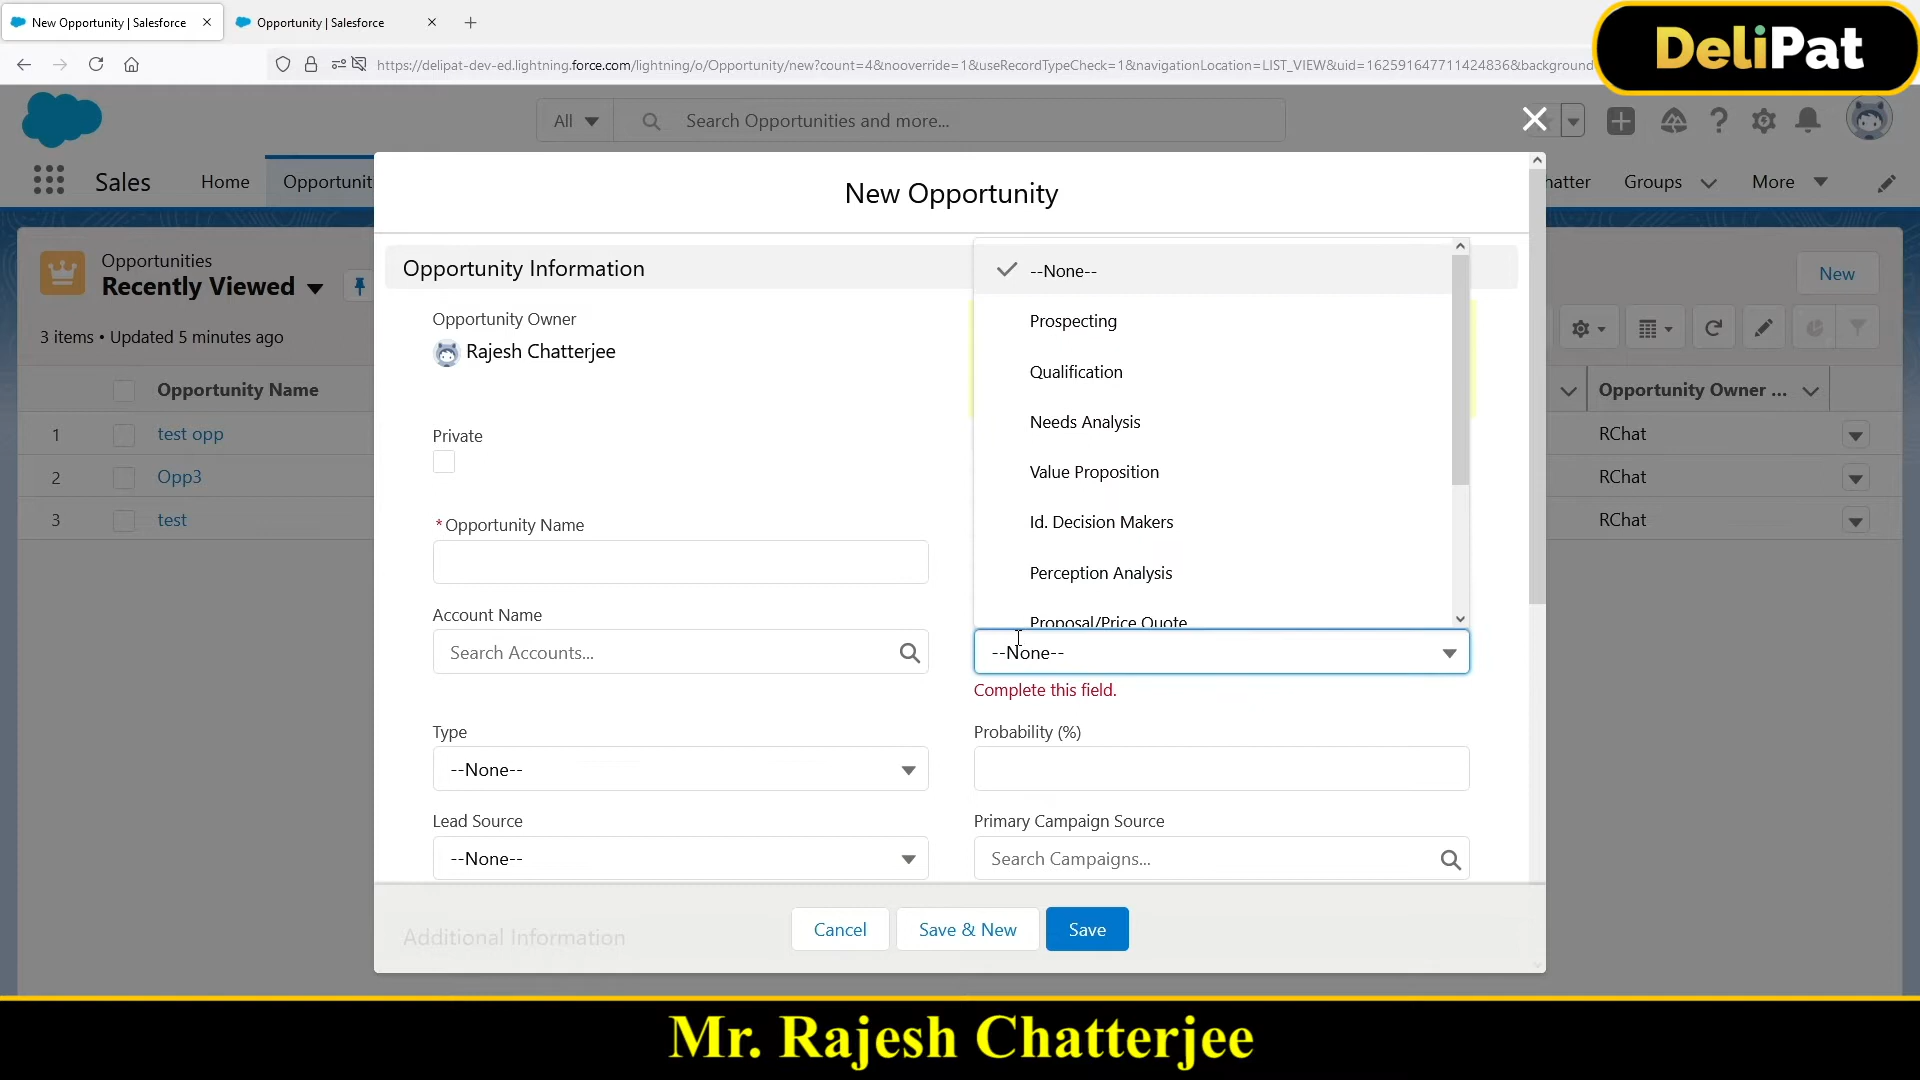 New Opportunity | Salesforce
Opportunity | Salesforce
https://delipat-dev-ed.lightning.force.com/lightning/o/Opportunity/new?count=4&nooverride=1&useRecordTypeCheck=1&navigationLocation=LIST_VIEW&uid=162591647711424836&background
DeliPat
All
Search Opportunities and more...
Sales
Home
Opportunit
hatter
Groups
More
New Opportunity
Opportunities
Recently Viewed
New
3 items • Updated 5 minutes ago
Opportunity Name
Opportunity Owner ...
1 test opp RChat
2 Opp3 RChat
3 test RChat
Opportunity Information
Opportunity Owner
Rajesh Chatterjee
Private
*Opportunity Name
Account Name
Search Accounts...
Type
--None--
Lead Source
--None--
--None--
Prospecting
Qualification
Needs Analysis
Value Proposition
Id. Decision Makers
Perception Analysis
Proposal/Price Quote
--None--
Complete this field.
Probability (%)
Primary Campaign Source
Search Campaigns...
Additional Information
Cancel
Save & New
Save
Mr. Rajesh Chatterjee